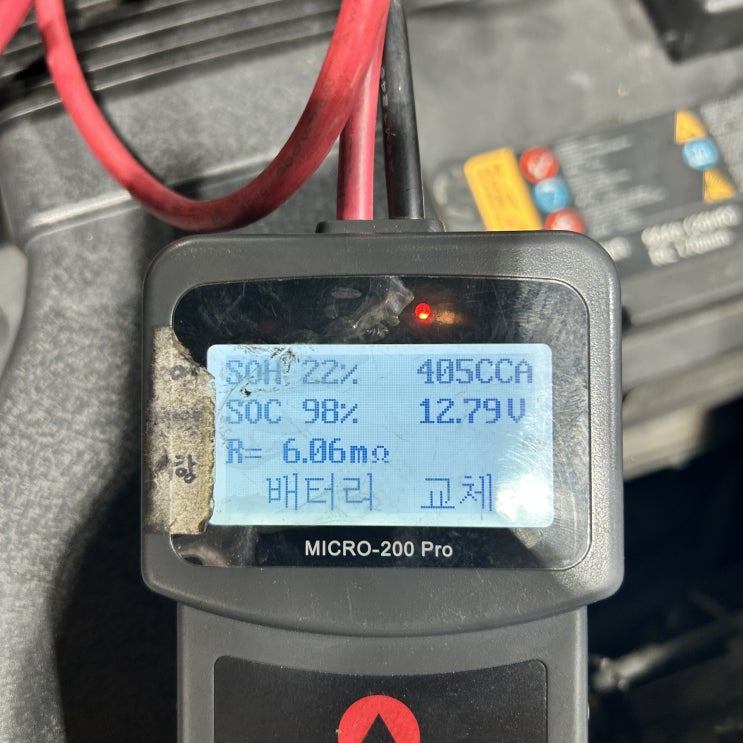 SOH 22% 405CCA
SOC 98% 12.79V
R= 6.06mΩ
배터리 교체
MICRO-200 Pro